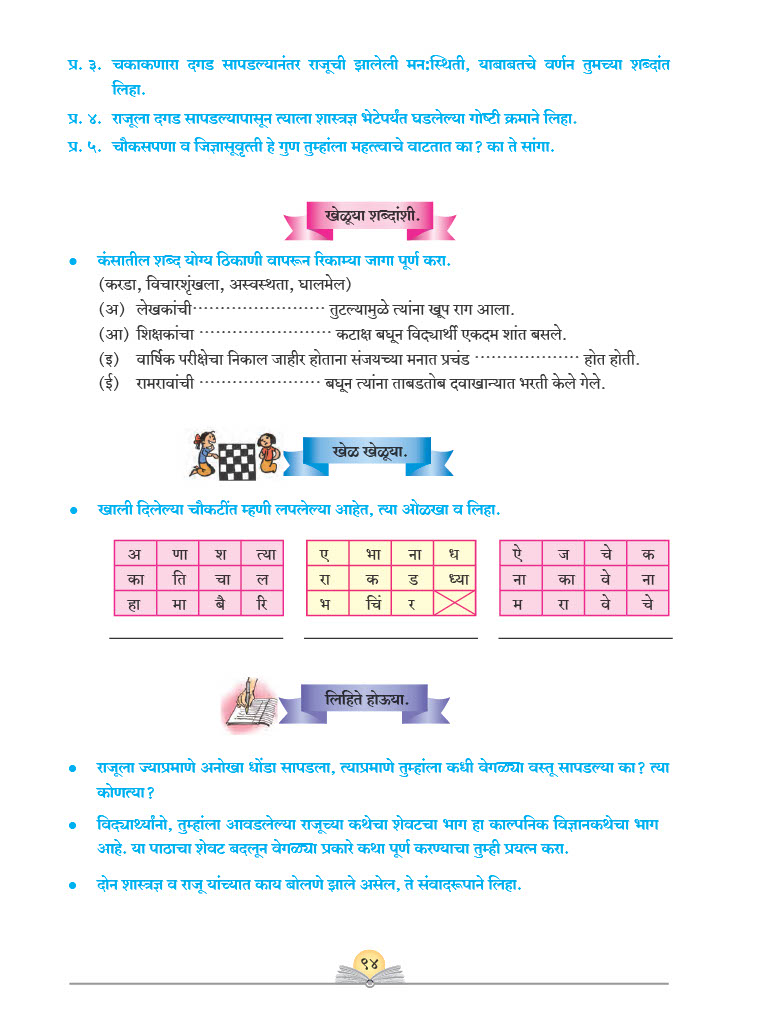 प्र. ३. चकाकणारा दगड सापडल्यानंतर राजूची झालेली मन:स्थिती, याबाबतचे वर्णन तुमच्या शब्दांत
लिहा.
प्र. ४. राजूला दगड सापडल्यापासून त्याला शास्त्रज्ञ भेटेपर्यंत घडलेल्या गोष्टी क्रमाने लिहा.
प्र. ५. चौकसपणा व जिज्ञासूवृत्ती हे गुण तुम्हांला महत्त्वाचे वाटतात का? का ते सांगा.
खेळूया शब्दांशी.
• कंसातील शब्द योग्य ठिकाणी वापरून रिकाम्या जागा पूर्ण करा.
(करडा, विचारशृंखला, अस्वस्थता, घालमेल)
(अ) लेखकांची........................ तुटल्यामुळे त्यांना खूप राग आला.
(आ) शिक्षकांचा ........................ कटाक्ष बघून विद्यार्थी एकदम शांत बसले.
(इ) वार्षिक परीक्षेचा निकाल जाहीर होताना संजयच्या मनात प्रचंड ................... होत होती.
(ई) रामरावांची ...................... बघून त्यांना ताबडतोब दवाखान्यात भरती केले गेले.
खेळ खेळूया.
• खाली दिलेल्या चौकटींत म्हणी लपलेल्या आहेत, त्या ओळखा व लिहा.
अ णा श त्या ए भा ना ध ऐ ज चे क
का ति चा ल रा क ड ध्या ना का वे ना
हा मा बै रि भ चिं र म रा वे चे
लिहिते होऊया.
• राजूला ज्याप्रमाणे अनोखा धोंडा सापडला, त्याप्रमाणे तुम्हांला कधी वेगळ्या वस्तू सापडल्या का? त्या
कोणत्या?
• विद्यार्थ्यांनो, तुम्हांला आवडलेल्या राजूच्या कथेचा शेवटचा भाग हा काल्पनिक विज्ञानकथेचा भाग
आहे. या पाठाचा शेवट बदलून वेगळ्या प्रकारे कथा पूर्ण करण्याचा तुम्ही प्रयत्न करा.
• दोन शास्त्रज्ञ व राजू यांच्यात काय बोलणे झाले असेल, ते संवादरूपाने लिहा.
९४